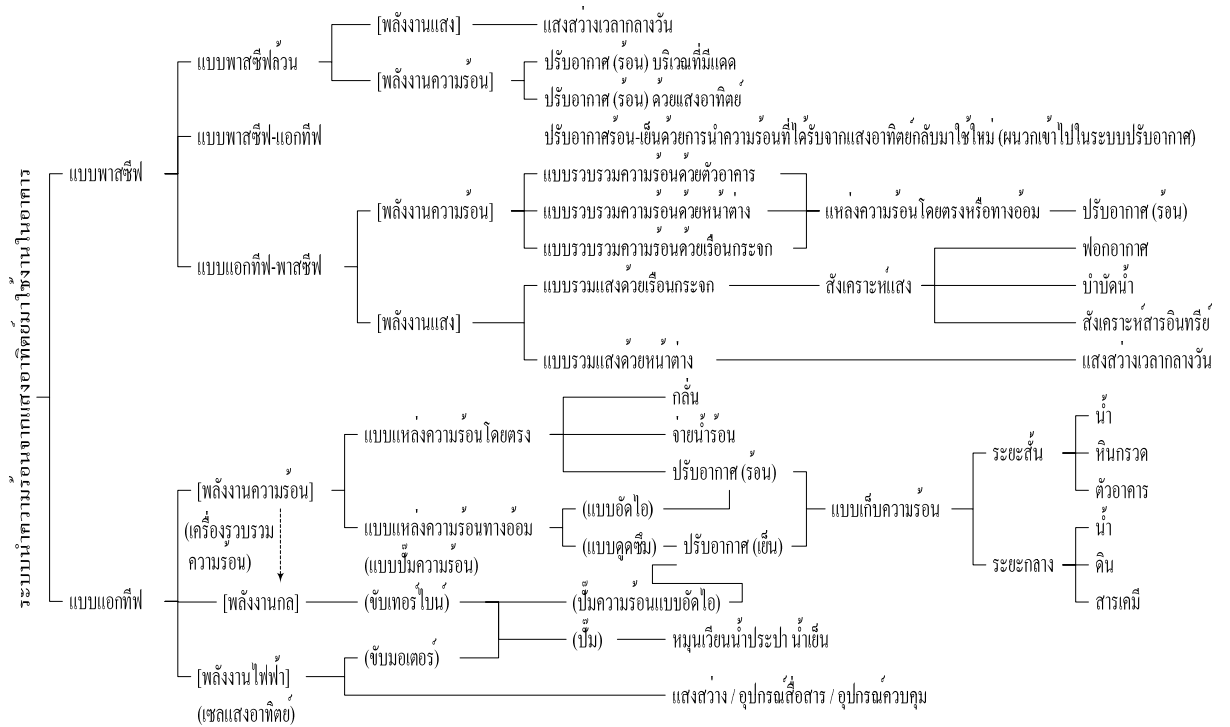 ระบบการนำความร้อนจากแสงอาทิตย์มาใช้งานในอาคาร
แบบพาสซีฟ
แบบพาสซีฟล้วน
[พลังงานแสง]
แสงสว่างเวลากลางวัน
[พลังงานความร้อน]
ปรับอากาศ (ร้อน) บริเวณที่มีแดด
ปรับอากาศ (ร้อน) ด้วยแสงอาทิตย์
แบบพาสซีฟ-แอกทีฟ
ปรับอากาศร้อน-เย็นด้วยการนำความร้อนที่ได้รับจากแสงอาทิตย์กลับมาใช้ใหม่ (ผนวกเข้าไปในระบบปรับอากาศ)
แบบแอกทีฟ-พาสซีฟ
[พลังงานความร้อน]
แบบรวบรวมความร้อนด้วยตัวอาคาร
แบบรวบรวมความร้อนด้วยหน้าต่าง
แบบรวบรวมความร้อนด้วยเรือนกระจก
แหล่งความร้อนโดยตรงหรือทางอ้อม
ปรับอากาศ (ร้อน)
[พลังงานแสง]
แบบรวมแสงด้วยเรือนกระจก
สังเคราะห์แสง
ฟอกอากาศ
บำบัดน้ำ
สังเคราะห์สารอินทรีย์
แบบรวมแสงด้วยหน้าต่าง
แสงสว่างเวลากลางวัน
แบบแอกทีฟ
[พลังงานความร้อน]
(เครื่องรวบรวม
ความร้อน)
แบบแหล่งความร้อนโดยตรง
กลั่น
จ่ายน้ำร้อน
ปรับอากาศ (ร้อน)
แบบแหล่งความร้อนทางอ้อม
(แบบปั๊มความร้อน)
(แบบอัดไอ)
(แบบดูดซึม)
ปรับอากาศ (เย็น)
แบบเก็บความร้อน
ระยะสั้น
น้ำ
หินกรวด
ตัวอาคาร
ระยะกลาง
น้ำ
ดิน
สารเคมี
[พลังงานกล]
(ขับเทอร์ไบน์)
(ปั๊มความร้อนแบบอัดไอ)
(ปั๊ม)
หมุนเวียนน้ำประปา น้ำเย็น
[พลังงานไฟฟ้า]
(เซลแสงอาทิตย์)
(ขับมอเตอร์)
แสงสว่าง / อุปกรณ์สื่อสาร / อุปกรณ์ควบคุม